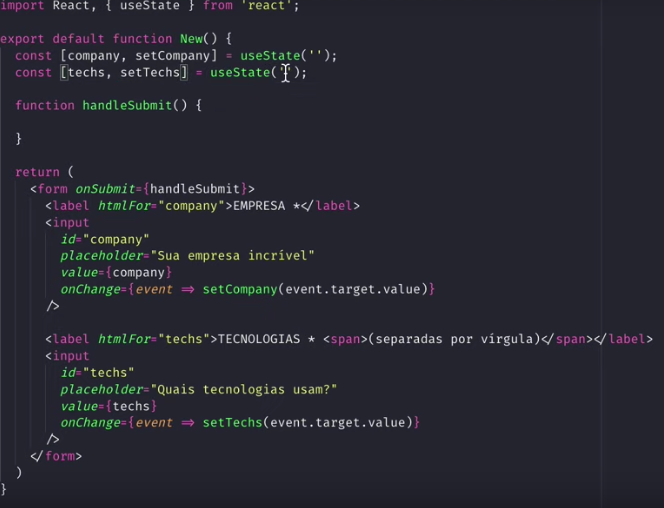 import React, { useState } from 'react';
export default function New() {
const [company, setCompany] = useState('');
const [techs, setTechs] = useState('');
function handleSubmit() {
}
return (
<form onSubmit={handleSubmit}>
<label htmlFor="company">EMPRESA *</label>
<input
id="company"
placeholder="Sua empresa incrível"
value={company}
onChange={event => setCompany(event.target.value)}
/>
<label htmlFor="techs">TECNOLOGIAS * <span>(separadas por vírgula)</span></label>
<input
id="techs"
placeholder="Quais tecnologias usam?"
value={techs}
onChange={event => setTechs(event.target.value)}
/>
</form>
)
}